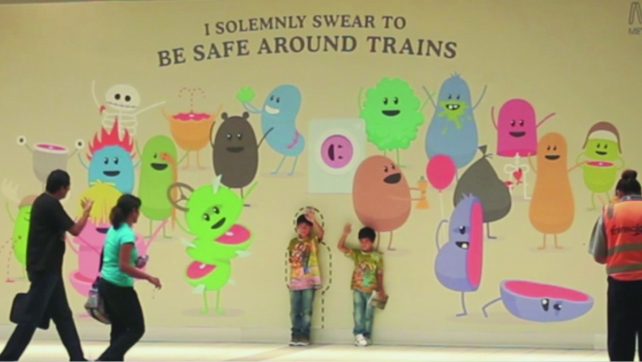 I SOLEMNLY SWEAR TO
BE SAFE AROUND TRAINS